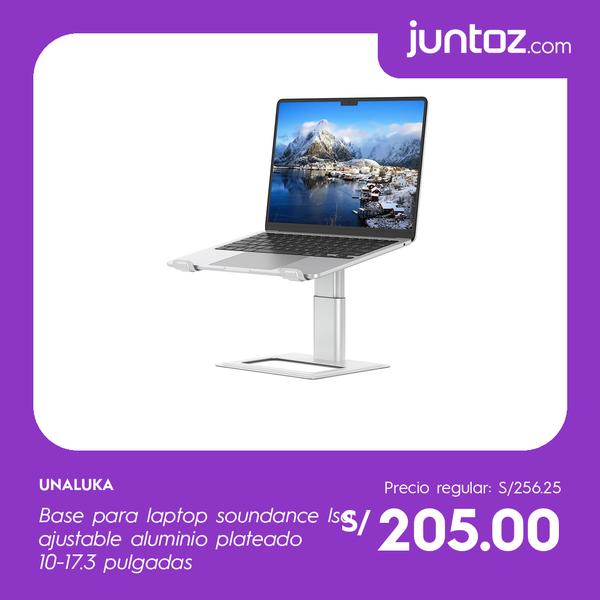 juntoz.com
UNALUKA
Base para laptop soundance
ajustable aluminio plateado
10-17.3 pulgadas
Precio regular: S/256.25
S/ 205.00